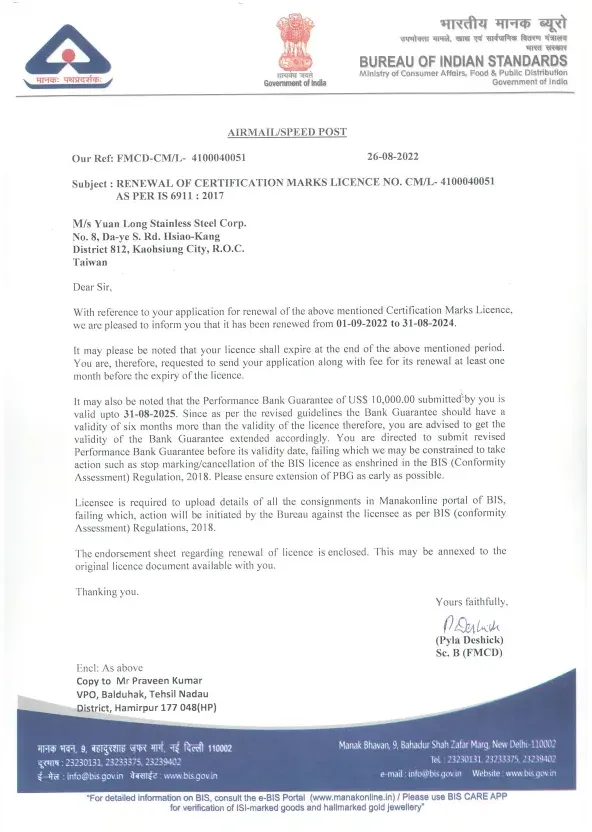 मानकः पथप्रदर्शकः
सत्यमेव जयते
Government of India
भारतीय मानक ब्यूरो
उपभोक्ता मामले, खाद्य एवं सार्वजनिक वितरण मंत्रालय
भारत सरकार
BUREAU OF INDIAN STANDARDS
Ministry of Consumer Affairs, Food & Public Distribution
Government of India
AIRMAIL/SPEED POST
Our Ref: FMCD-CM/L- 4100040051 26-08-2022
Subject : RENEWAL OF CERTIFICATION MARKS LICENCE NO. CM/L- 4100040051
AS PER IS 6911 : 2017
M/s Yuan Long Stainless Steel Corp.
No. 8, Da-ye S. Rd. Hsiao-Kang
District 812, Kaohsiung City, R.O.C.
Taiwan
Dear Sir,
With reference to your application for renewal of the above mentioned Certification Marks Licence,
we are pleased to inform you that it has been renewed from 01-09-2022 to 31-08-2024.
It may please be noted that your licence shall expire at the end of the above mentioned period.
You are, therefore, requested to send your application along with fee for its renewal at least one
month before the expiry of the licence.
It may also be noted that the Performance Bank Guarantee of US$ 10,000.00 submitted by you is
valid upto 31-08-2025. Since as per the revised guidelines the Bank Guarantee should have a
validity of six months more than the validity of the licence therefore, you are advised to get the
validity of the Bank Guarantee extended accordingly. You are directed to submit revised
Performance Bank Guarantee before its validity date, failing which we may be constrained to take
action such as stop marking/cancellation of the BIS licence as enshrined in the BIS (Conformity
Assessment) Regulation, 2018. Please ensure extension of PBG as early as possible.
Licensee is required to upload details of all the consignments in Manakonline portal of BIS,
failing which, action will be initiated by the Bureau against the licensee as per BIS (conformity
Assessment) Regulations, 2018.
The endorsement sheet regarding renewal of licence is enclosed. This may be annexed to the
original licence document available with you.
Thanking you.
Yours faithfully,
P Deshick
(Pyla Deshick)
Sc. B (FMCD)
Encl: As above
Copy to Mr Praveen Kumar
VPO, Balduhak, Tehsil Nadau
District, Hamirpur 177 048(HP)
मानक भवन, 9, बहादुरशाह ज़फर मार्ग, नई दिल्ली 110002
दूरभाष : 23230131, 23233375, 23239402
ई-मेल : info@bis.gov.in वेबसाईट : www.bis.gov.in
Manak Bhavan, 9, Bahadur Shah Zafar Marg, New Delhi-110002
Tel.: 23230131, 23233375, 23239402
e-mail : info@bis.gov.in Website : www.bis.gov.in
"For detailed information on BIS, consult the e-BIS Portal (www.manakonline.in) / Please use BIS CARE APP
for verification of ISI-marked goods and hallmarked gold jewellery"